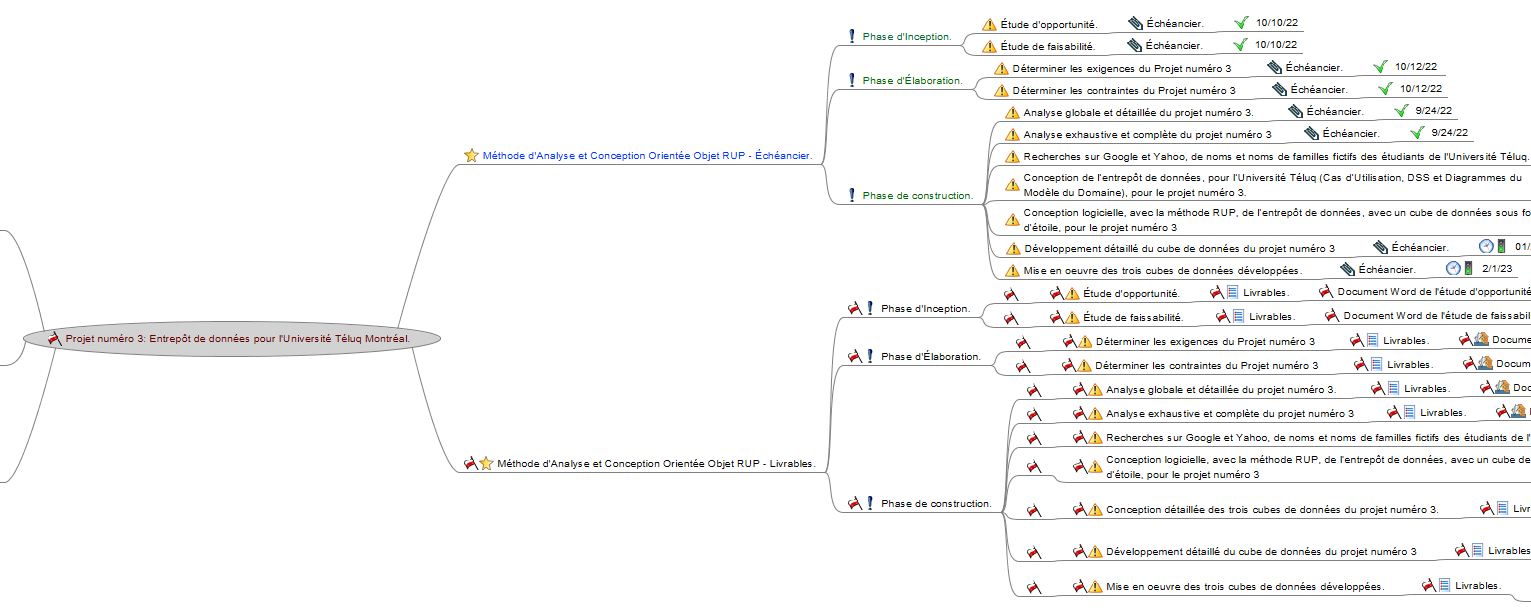 Projet numéro 3: Entrepôt de données pour l'Université Téluq Montréal.
Méthode d'Analyse et Conception Orientée Objet RUP - Échéancier.
Phase d'Inception.
Étude d'opportunité. Échéancier. 10/10/22
Étude de faisabilité. Échéancier. 10/10/22
Phase d'Élaboration.
Déterminer les exigences du Projet numéro 3 Échéancier. 10/12/22
Déterminer les contraintes du Projet numéro 3 Échéancier. 10/12/22
Phase de construction.
Analyse globale et détaillée du projet numéro 3. Échéancier. 9/24/22
Analyse exhaustive et complète du projet numéro 3 Échéancier. 9/24/22
Recherches sur Google et Yahoo, de noms et noms de familles fictifs des étudiants de l'Université Téluq.
Conception de l'entrepôt de données, pour l'Université Téluq (Cas d'Utilisation, DSS et Diagrammes du
Modèle du Domaine), pour le projet numéro 3.
Conception logicielle, avec la méthode RUP, de l'entrepôt de données, avec un cube de données sous fo
d'étoile, pour le projet numéro 3
Développement détaillé du cube de données du projet numéro 3 Échéancier. 01/
Mise en oeuvre des trois cubes de données développées. Échéancier. 2/1/23
Méthode d'Analyse et Conception Orientée Objet RUP - Livrables.
Phase d'Inception.
Étude d'opportunité. Livrables. Document Word de l'étude d'opportunité
Étude de faissabilité. Livrables. Document Word de l'étude de faissabil
Phase d'Élaboration.
Déterminer les exigences du Projet numéro 3 Livrables. Docume
Déterminer les contraintes du Projet numéro 3 Livrables. Docum
Phase de construction.
Analyse globale et détaillée du projet numéro 3. Livrables. Doc
Analyse exhaustive et complète du projet numéro 3 Livrables.
Recherches sur Google et Yahoo, de noms et noms de familles fictifs des étudiants de l'
Conception logicielle, avec la méthode RUP, de l'entrepôt de données, avec un cube de
d'étoile, pour le projet numéro 3
Conception détaillée des trois cubes de données du projet numéro 3. Livr
Développement détaillé du cube de données du projet numéro 3 Livrables
Mise en oeuvre des trois cubes de données développées. Livrables.